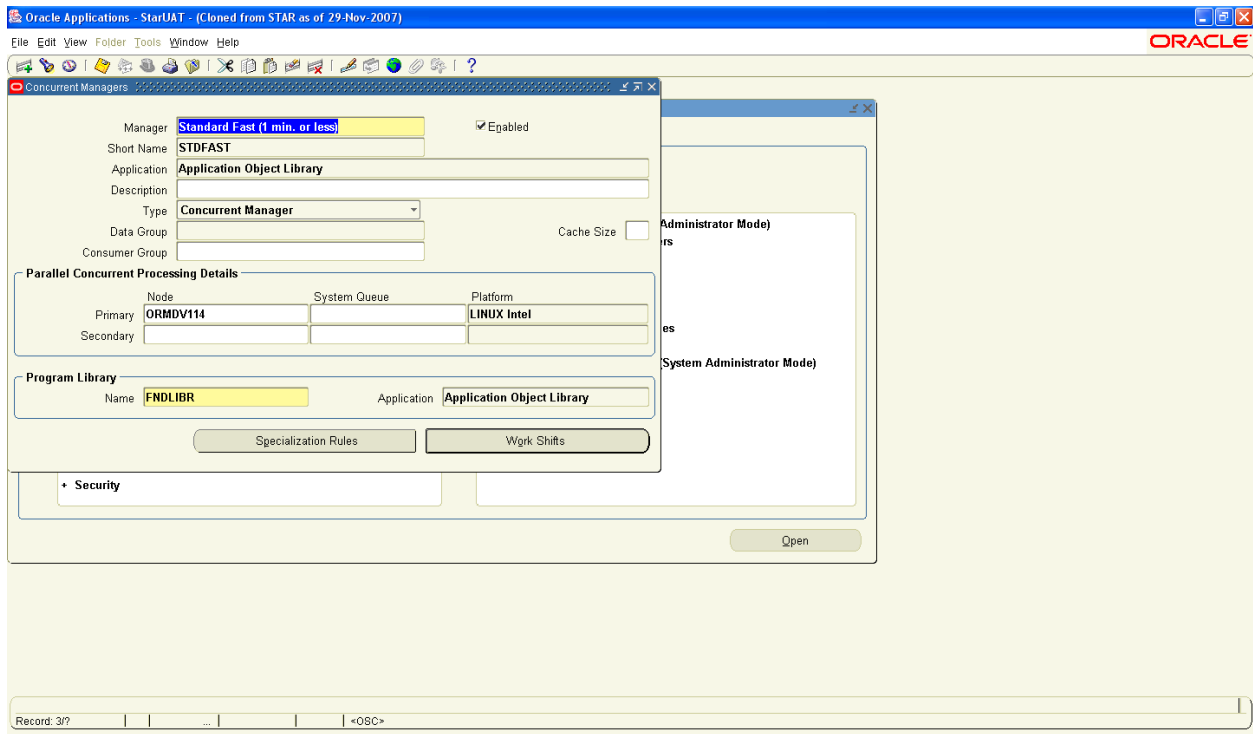 Oracle Applications - StarUAT - (Cloned from STAR as of 29-Nov-2007)
File Edit View Folder Tools Window Help
ORACLE
Concurrent Managers
Manager Standard Fast (1 min. or less) Enabled
Short Name STDFAST
Application Application Object Library
Description
Type Concurrent Manager
Data Group Cache Size
Consumer Group
Parallel Concurrent Processing Details
Node System Queue Platform
Primary ORMDV114 LINUX Intel
Secondary
Program Library
Name FNDLIBR Application Application Object Library
Specialization Rules Work Shifts
Administrator Mode)
ers
es
(System Administrator Mode)
+ Security
Open
Record: 3/? ... <OSC>